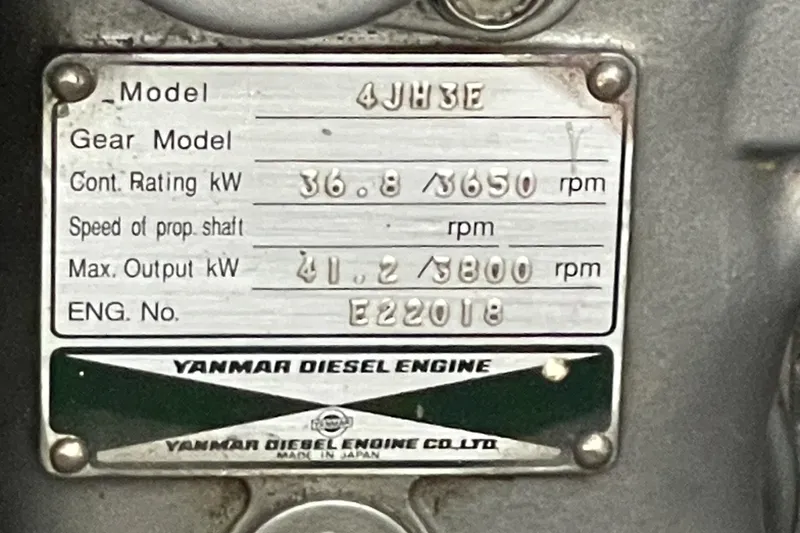 Model 4JH3E
Gear Model
Cont. Rating kW 36.8 /3650 rpm
Speed of prop. shaft rpm
Max. Output kW 41.2 /3800 rpm
ENG. No. E22018
YANMAR DIESEL ENGINE
YANMAR
YANMAR DIESEL ENGINE CO.,LTD.
MADE IN JAPAN